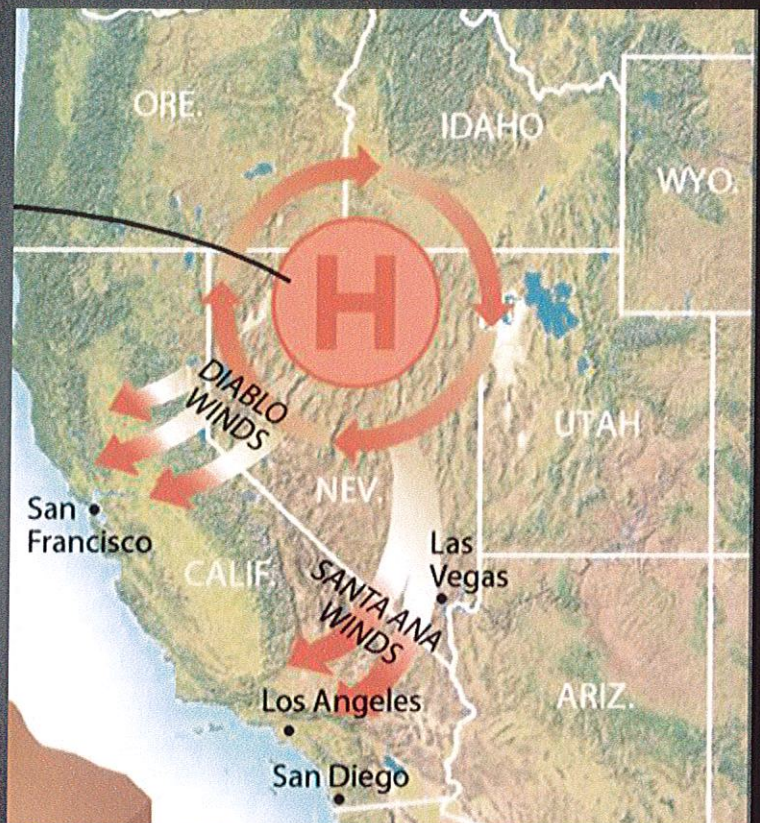 ORE.
IDAHO
WYO.
H
DIABLO
WINDS
UTAH
NEV.
San
Francisco
CALIF.
Las
Vegas
SANTA ANA
WINDS
Los Angeles
ARIZ.
San Diego